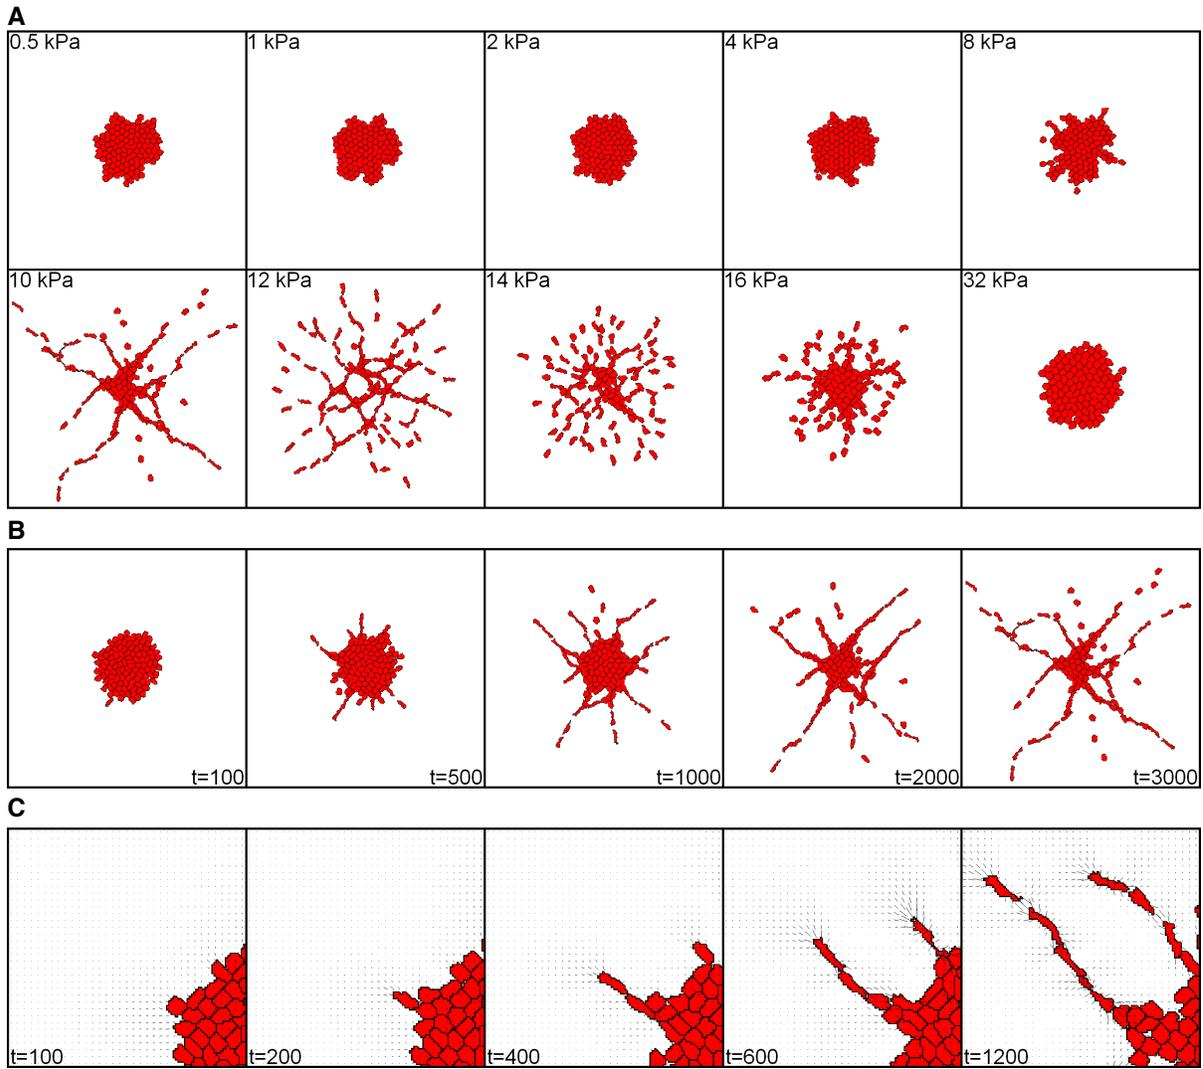 A
0.5 kPa 1 kPa 2 kPa 4 kPa 8 kPa
10 kPa 12 kPa 14 kPa 16 kPa 32 kPa
B
t=100 t=500 t=1000 t=2000 t=3000
C
t=100 t=200 t=400 t=600 t=1200